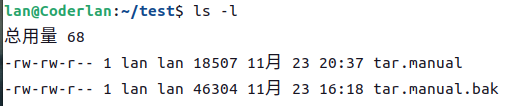 lan@Coderlan:~/test$ ls -l
总用量 68
-rw-rw-r-- 1 lan lan 18507 11月 23 20:37 tar.manual
-rw-rw-r-- 1 lan lan 46304 11月 23 16:18 tar.manual.bak